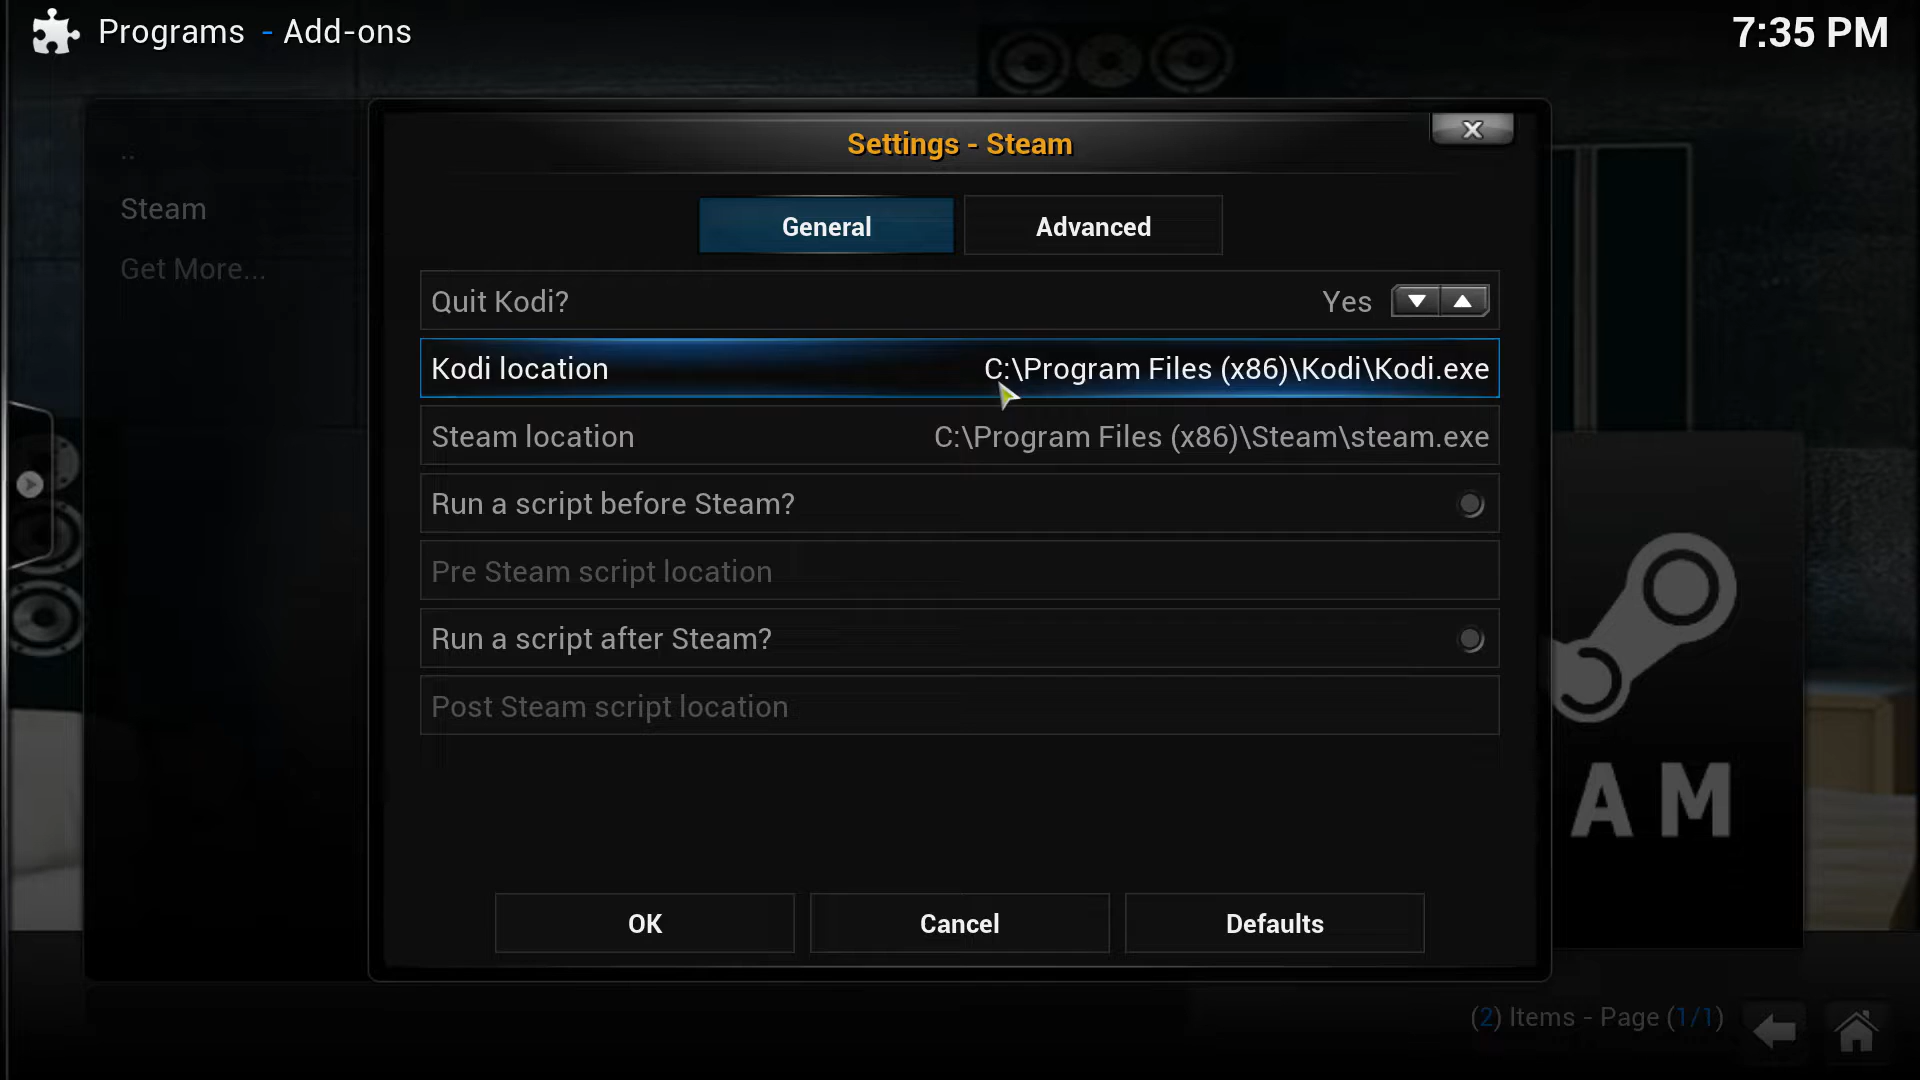 Programs - Add-ons
7:35 PM
..
Steam
Get More...
Settings - Steam
General
Advanced
Quit Kodi?
Yes
Kodi location
C:\Program Files (x86)\Kodi\Kodi.exe
Steam location
C:\Program Files (x86)\Steam\steam.exe
Run a script before Steam?
Pre Steam script location
Run a script after Steam?
Post Steam script location
A M
OK
Cancel
Defaults
(2) Items - Page (1/1)